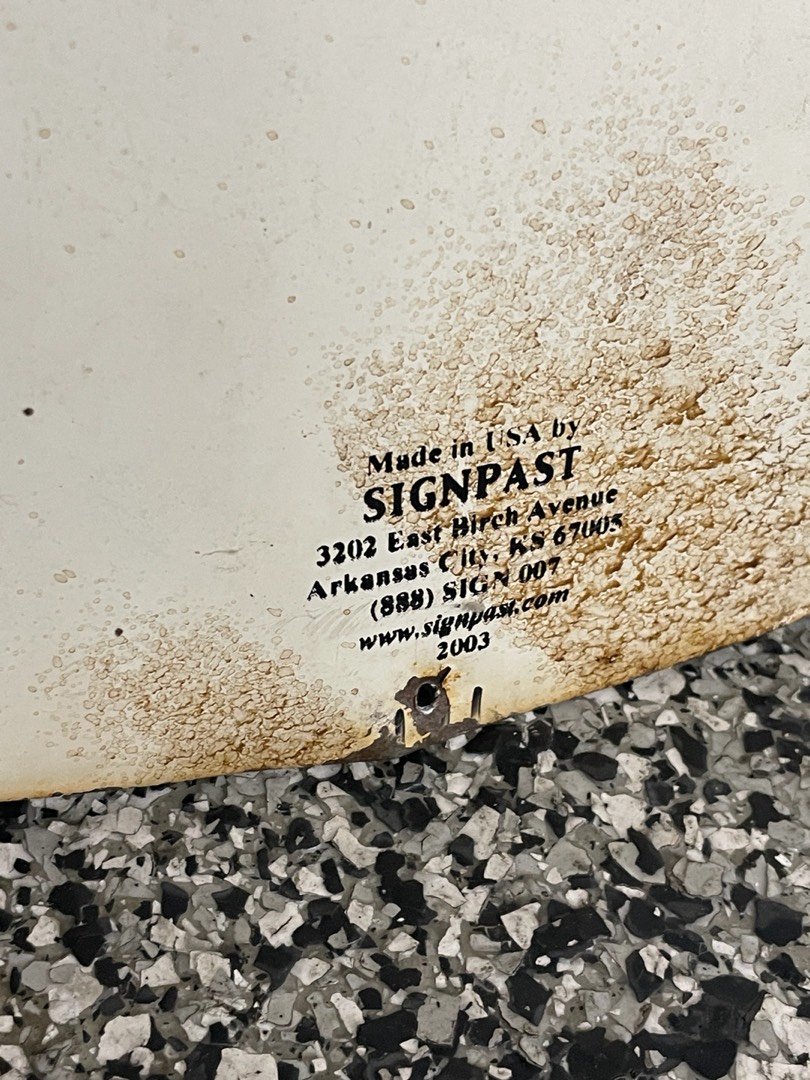 Made in USA by
SIGNPAST
3202 East Birch Avenue
Arkansas City, KS 67005
(888) SIGN 007
www.signpast.com
2003